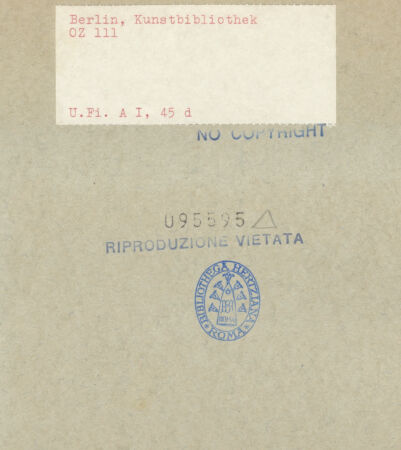 Berlin, Kunstbibliothek
OZ 111
U.Fi. A I, 45 d
NO COPYRIGHT
095595
RIPRODUZIONE VIETATA
BIBLIOTHECA HERTZIANA
ROMA